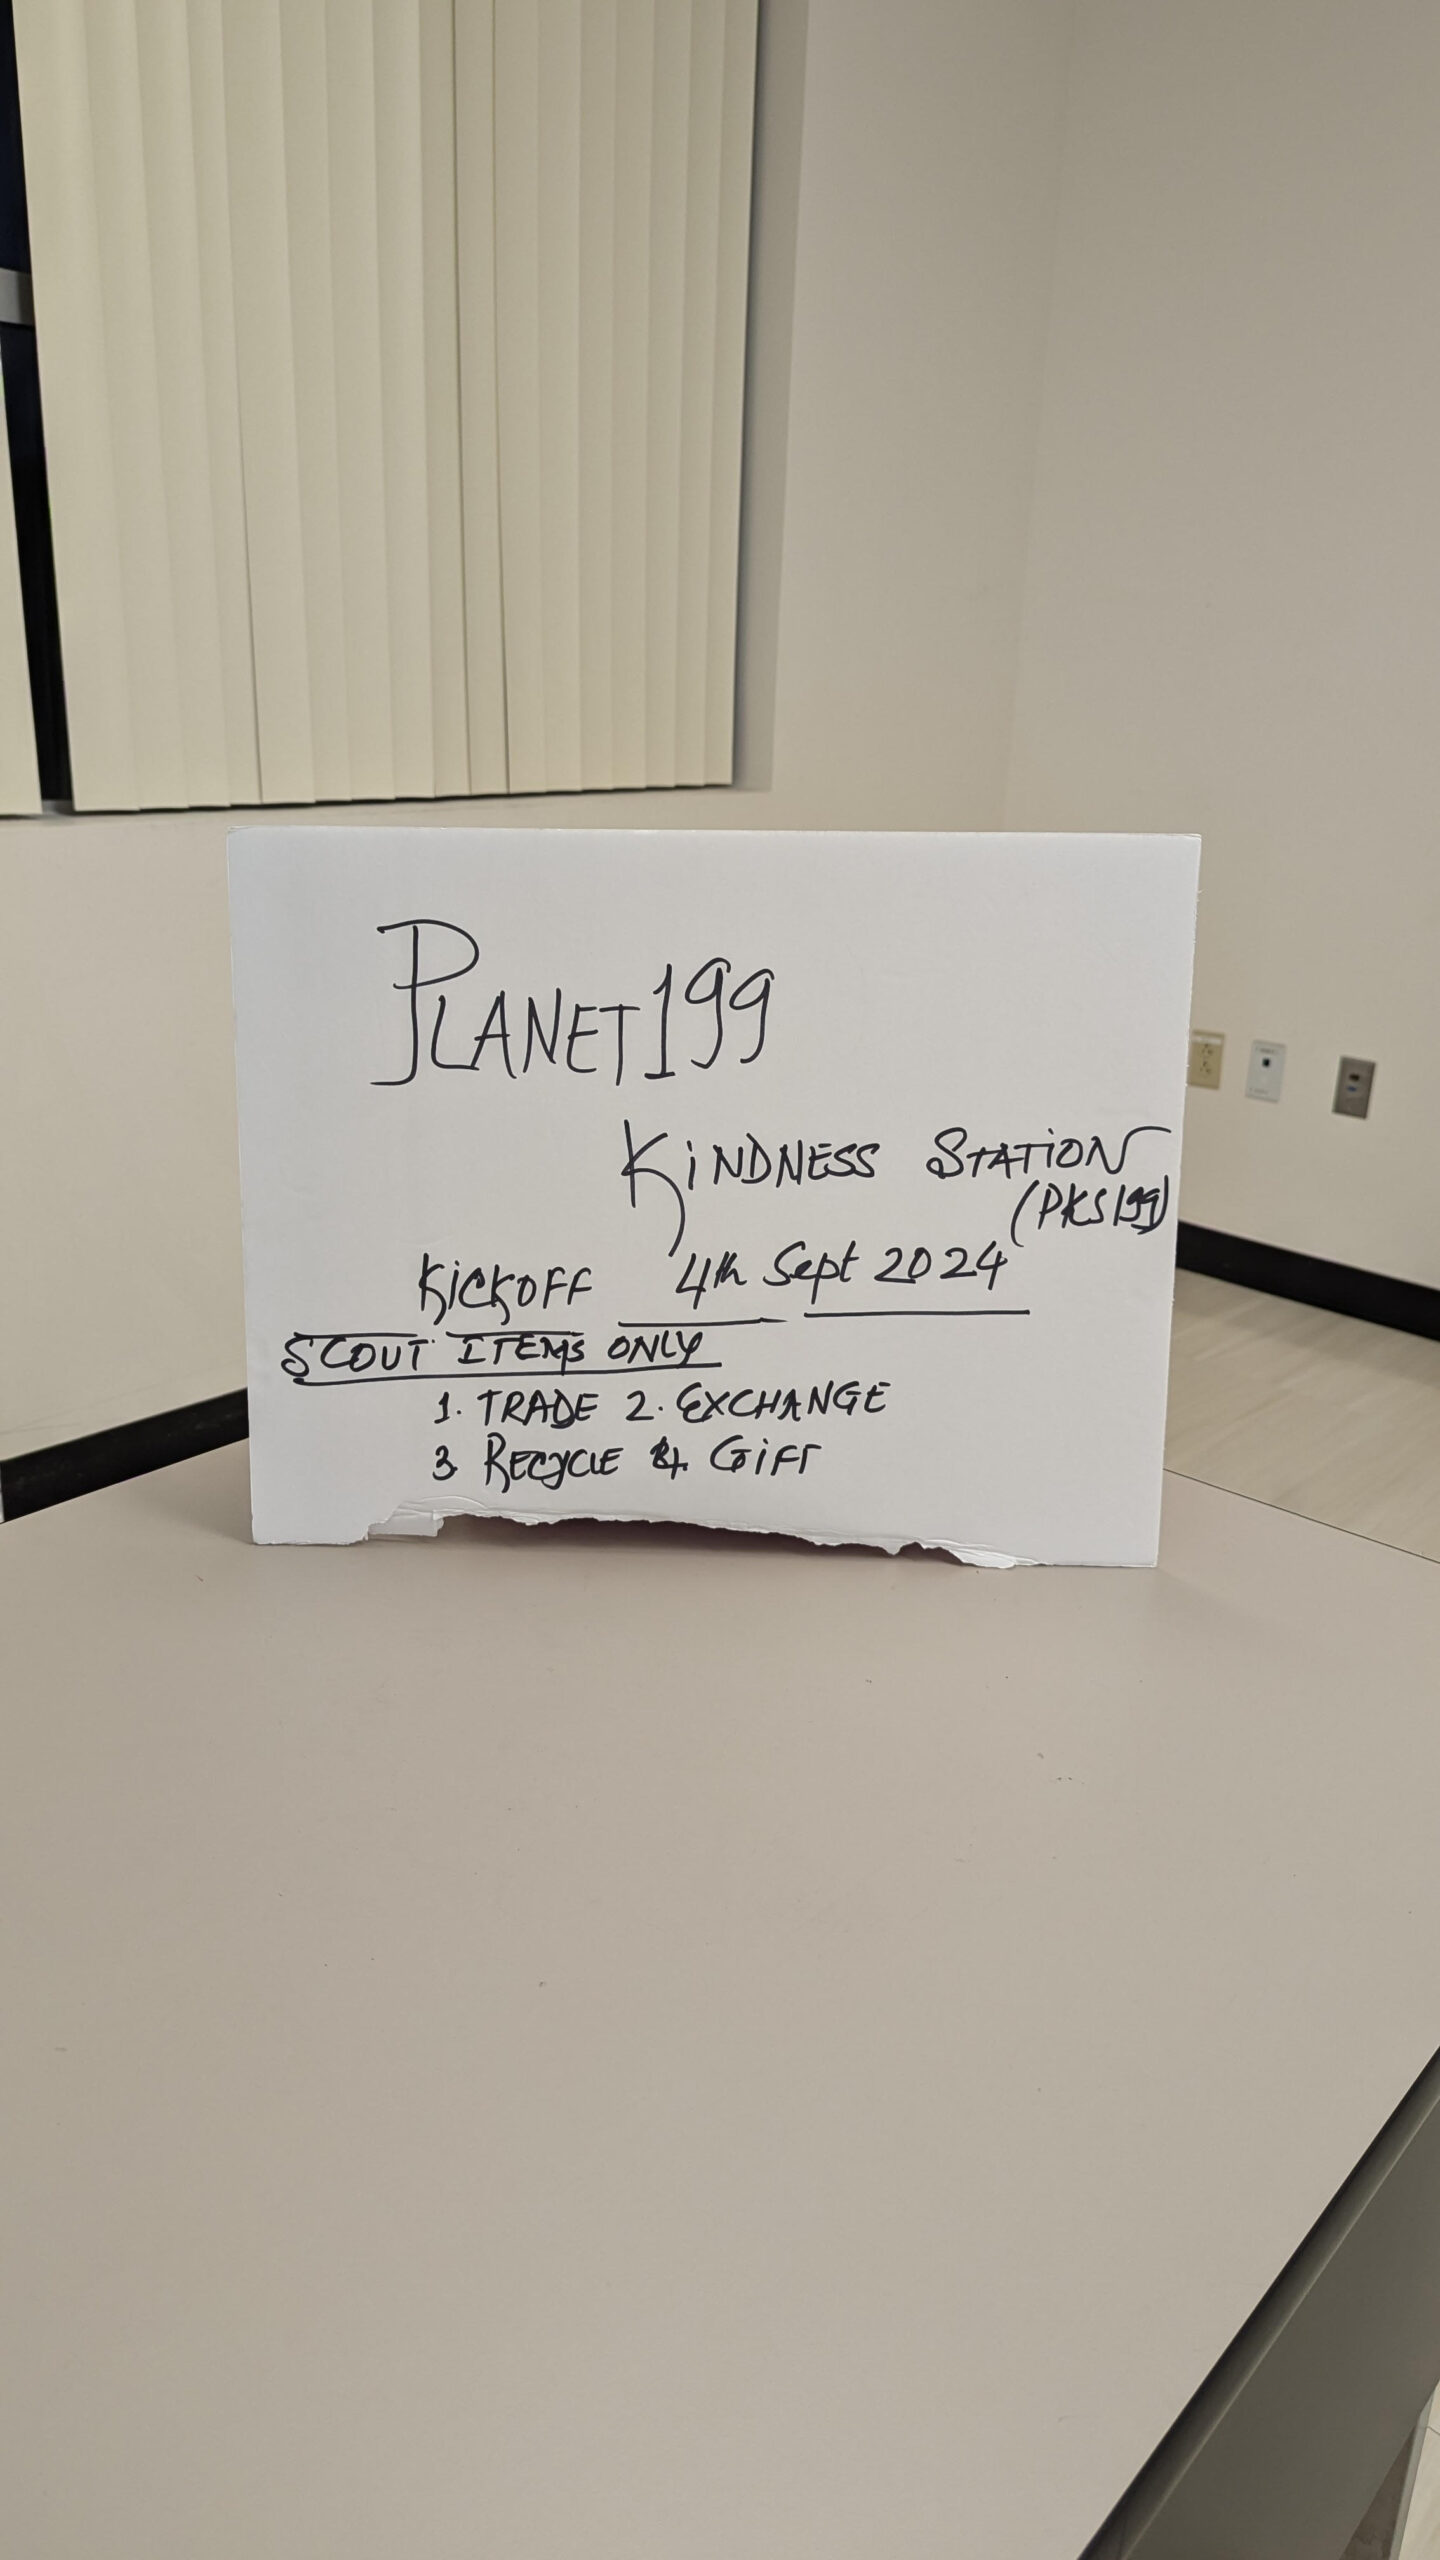 PLANET199
KiNDNESS STATiON
(PKS199)
KiCKOFF 4th Sept 2024
SCOUT ITEMS ONLY
1. TRADE 2. EXCHANGE
3. RECYCLE 4. GiFT